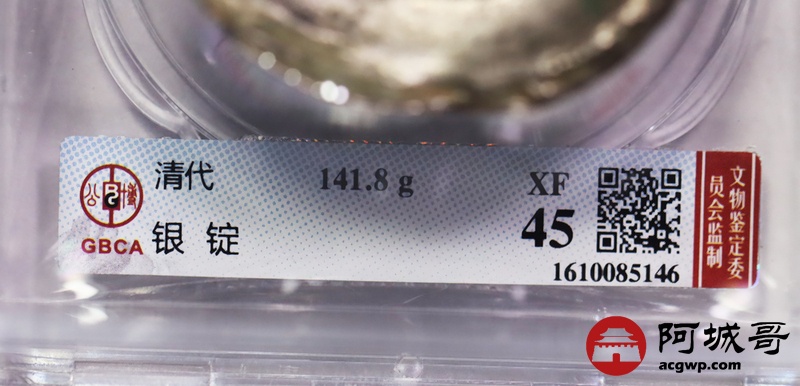 清代
141.8 g
XF
45
银锭
GBCA
1610085146
文物鉴定委
员会监制
阿城哥
acgwp.com